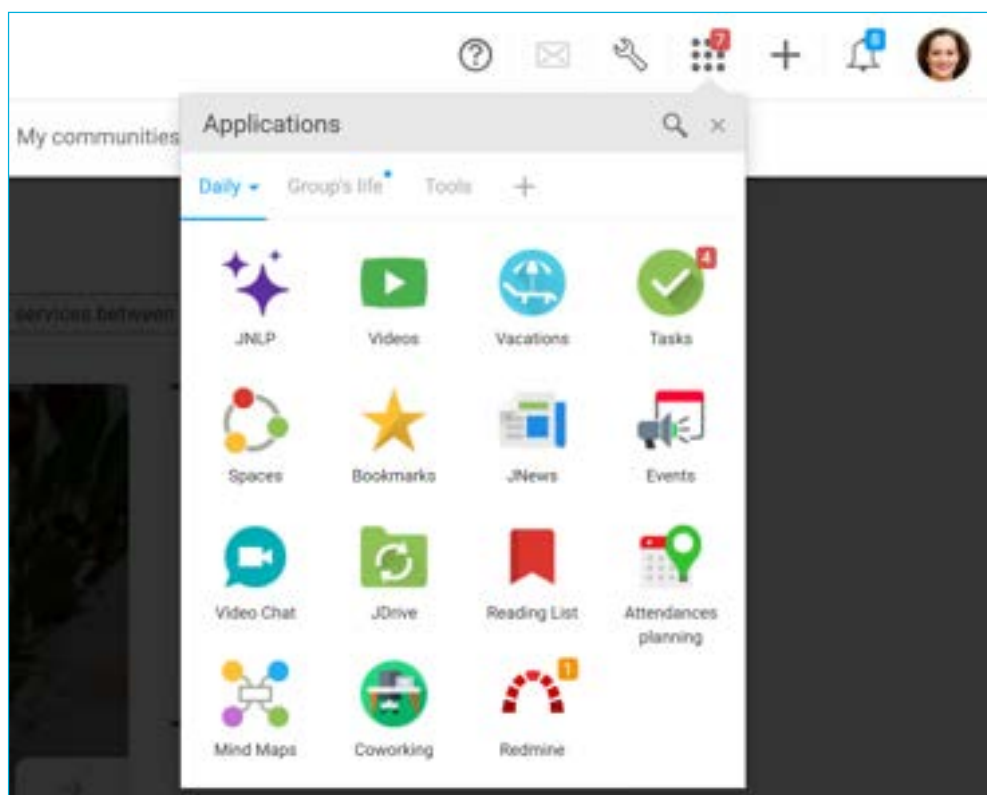 7
8
My communities
Applications
Daily
Group's life
Tools
services between
JNLP
Videos
Vacations
4
Tasks
Spaces
Bookmarks
JNews
Events
Video Chat
JDrive
Reading List
Attendances
planning
Mind Maps
Coworking
1
Redmine